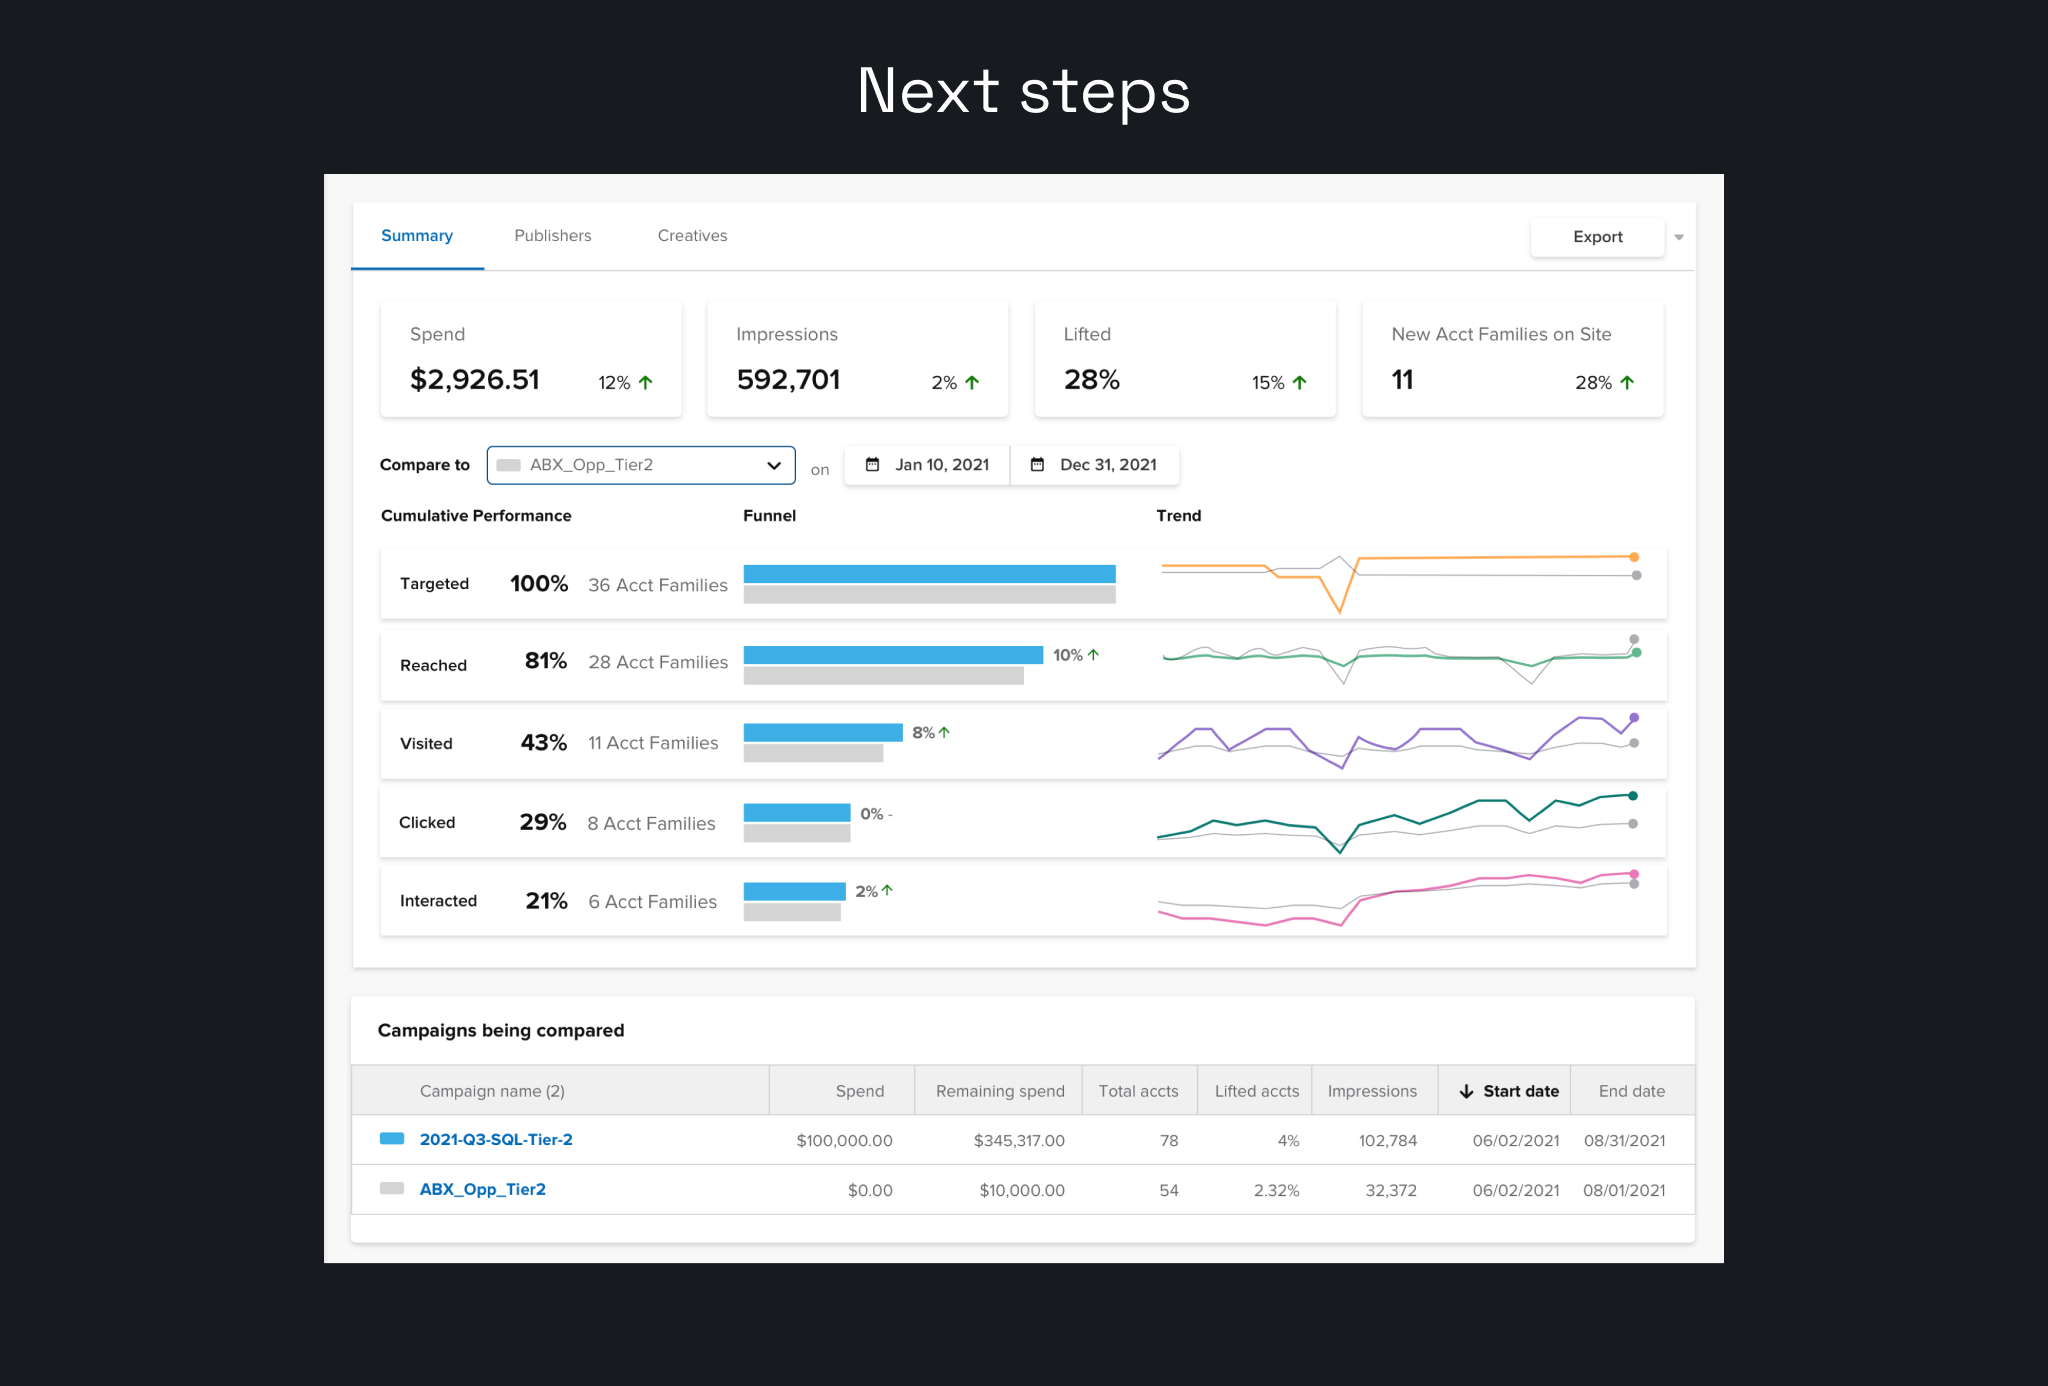 Next steps
Summary Publishers Creatives Export
Spend Impressions Lifted New Acct Families on Site
$2,926.51 12% 592,701 2% 28% 15% 11 28%
Compare to ABX_Opp_Tier2 on Jan 10, 2021 Dec 31, 2021
Cumulative Performance Funnel Trend
Targeted 100% 36 Acct Families
Reached 81% 28 Acct Families 10%
Visited 43% 11 Acct Families 8%
Clicked 29% 8 Acct Families 0% -
Interacted 21% 6 Acct Families 2%
Campaigns being compared
Campaign name (2) Spend Remaining spend Total accts Lifted accts Impressions Start date End date
2021-Q3-SQL-Tier-2 $100,000.00 $345,317.00 78 4% 102,784 06/02/2021 08/31/2021
ABX_Opp_Tier2 $0.00 $10,000.00 54 2.32% 32,372 06/02/2021 08/01/2021